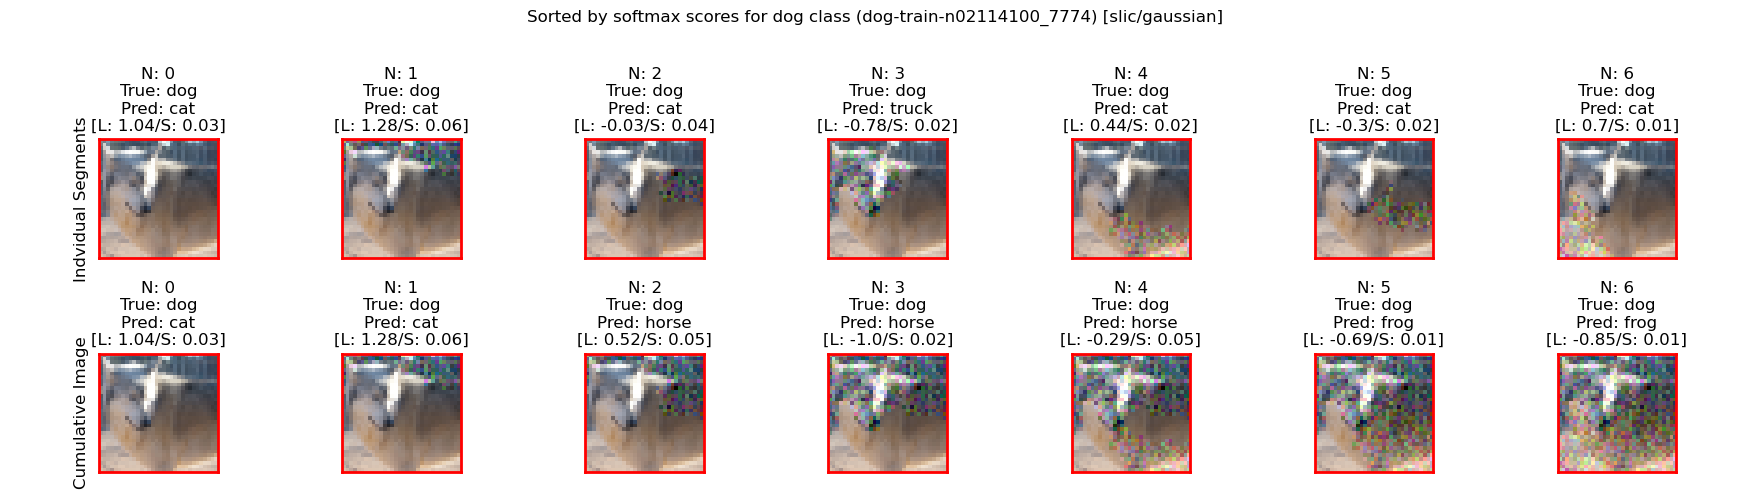 Sorted by softmax scores for dog class (dog-train-n02114100_7774) [slic/gaussian]
Indvidual Segments
N: 0
True: dog
Pred: cat
[L: 1.04/S: 0.03]
N: 1
True: dog
Pred: cat
[L: 1.28/S: 0.06]
N: 2
True: dog
Pred: cat
[L: -0.03/S: 0.04]
N: 3
True: dog
Pred: truck
[L: -0.78/S: 0.02]
N: 4
True: dog
Pred: cat
[L: 0.44/S: 0.02]
N: 5
True: dog
Pred: cat
[L: -0.3/S: 0.02]
N: 6
True: dog
Pred: cat
[L: 0.7/S: 0.01]
Cumulative Image
N: 0
True: dog
Pred: cat
[L: 1.04/S: 0.03]
N: 1
True: dog
Pred: cat
[L: 1.28/S: 0.06]
N: 2
True: dog
Pred: horse
[L: 0.52/S: 0.05]
N: 3
True: dog
Pred: horse
[L: -1.0/S: 0.02]
N: 4
True: dog
Pred: horse
[L: -0.29/S: 0.05]
N: 5
True: dog
Pred: frog
[L: -0.69/S: 0.01]
N: 6
True: dog
Pred: frog
[L: -0.85/S: 0.01]